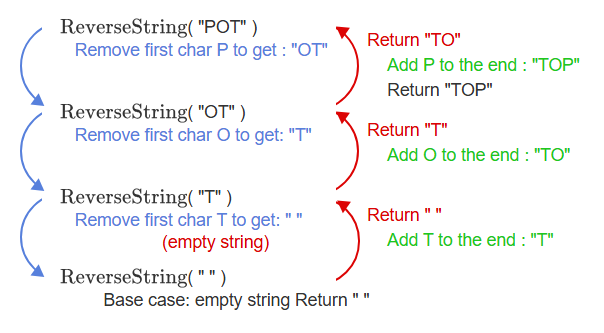 ReverseString( "POT" )
Remove first char P to get : "OT"
Return "TO"
Add P to the end : "TOP"
Return "TOP"
ReverseString( "OT" )
Remove first char O to get: "T"
Return "T"
Add O to the end : "TO"
ReverseString( "T" )
Remove first char T to get: " "
(empty string)
Return " "
Add T to the end : "T"
ReverseString( " " )
Base case: empty string Return " "